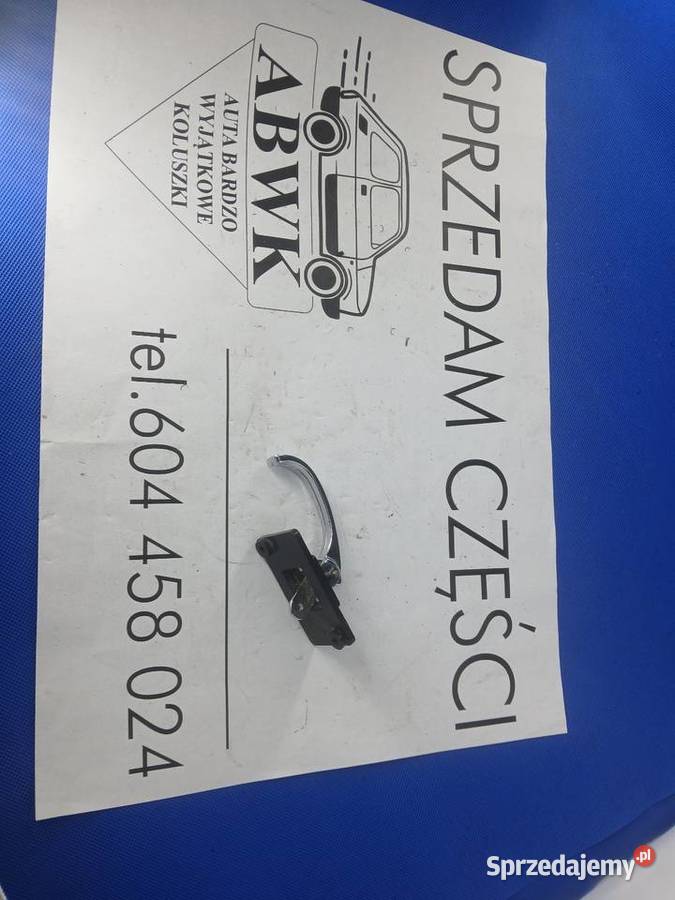 SPRZEDAM CZĘŚCI
ABWK
AUTA BARDZO
WYJĄTKOWE
KOLUSZKI
tel.604 458 024
Sprzedajemy.pl